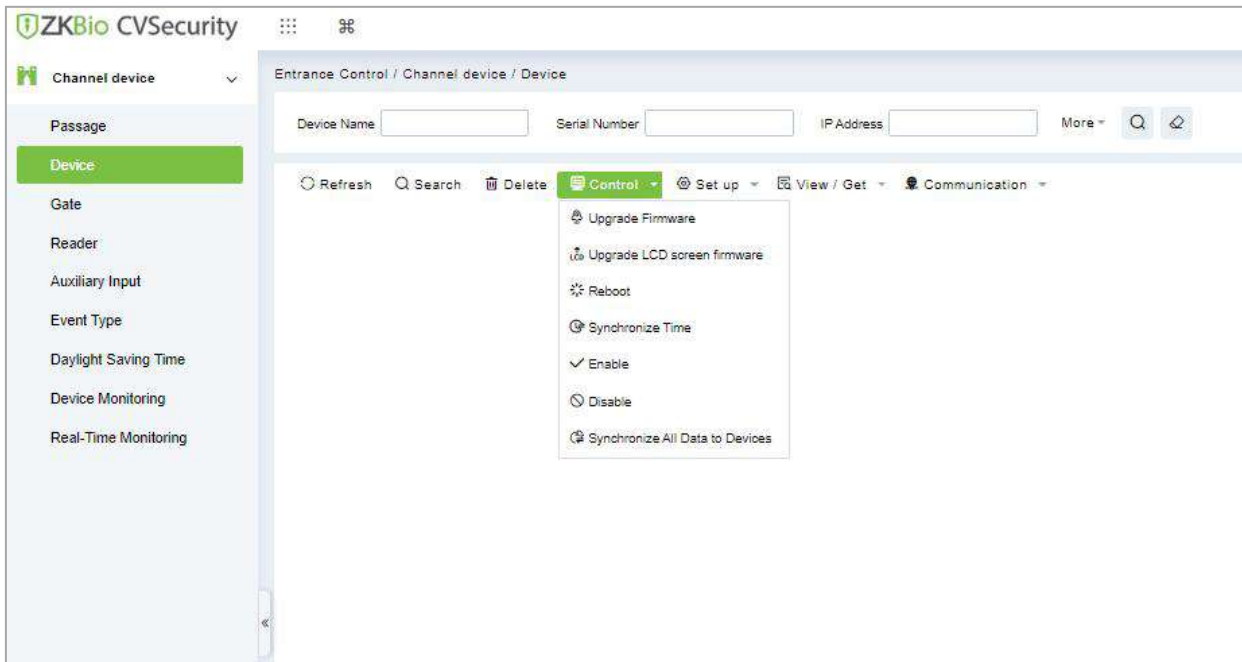 ZKBio CVSecurity
Channel device
Entrance Control / Channel device / Device
Passage
Device
Gate
Reader
Auxiliary Input
Event Type
Daylight Saving Time
Device Monitoring
Real-Time Monitoring
Device Name Serial Number IP Address More
Refresh Search Delete Control Set up View / Get Communication
Upgrade Firmware
Upgrade LCD screen firmware
Reboot
Synchronize Time
Enable
Disable
Synchronize All Data to Devices